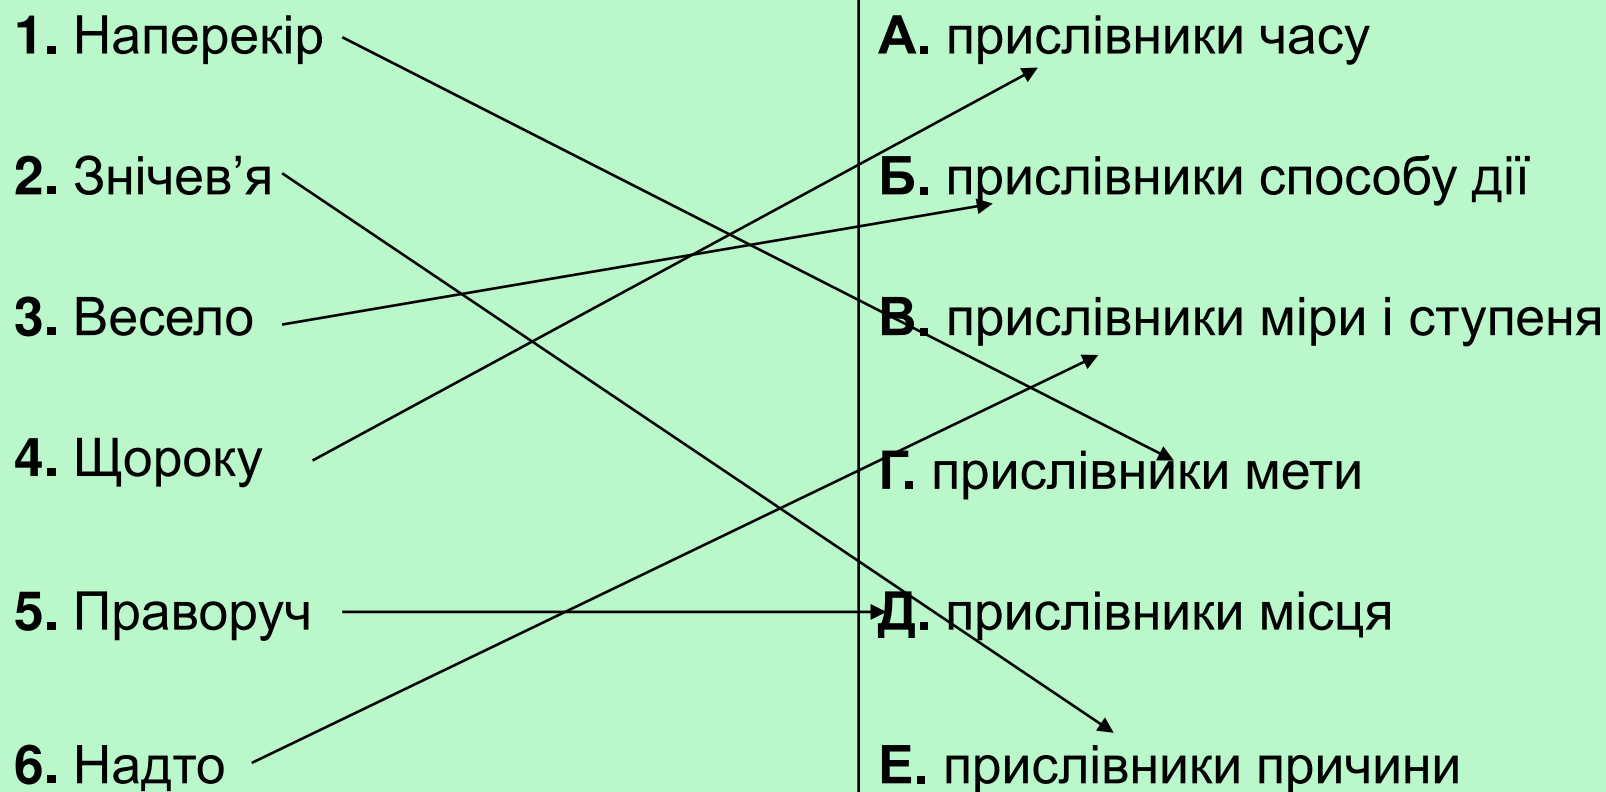 1. Наперекір
2. Знічев’я
3. Весело
4. Щороку
5. Праворуч
6. Надто
А. прислівники часу
Б. прислівники способу дії
В. прислівники міри і ступеня
Г. прислівники мети
Д. прислівники місця
Е. прислівники причини